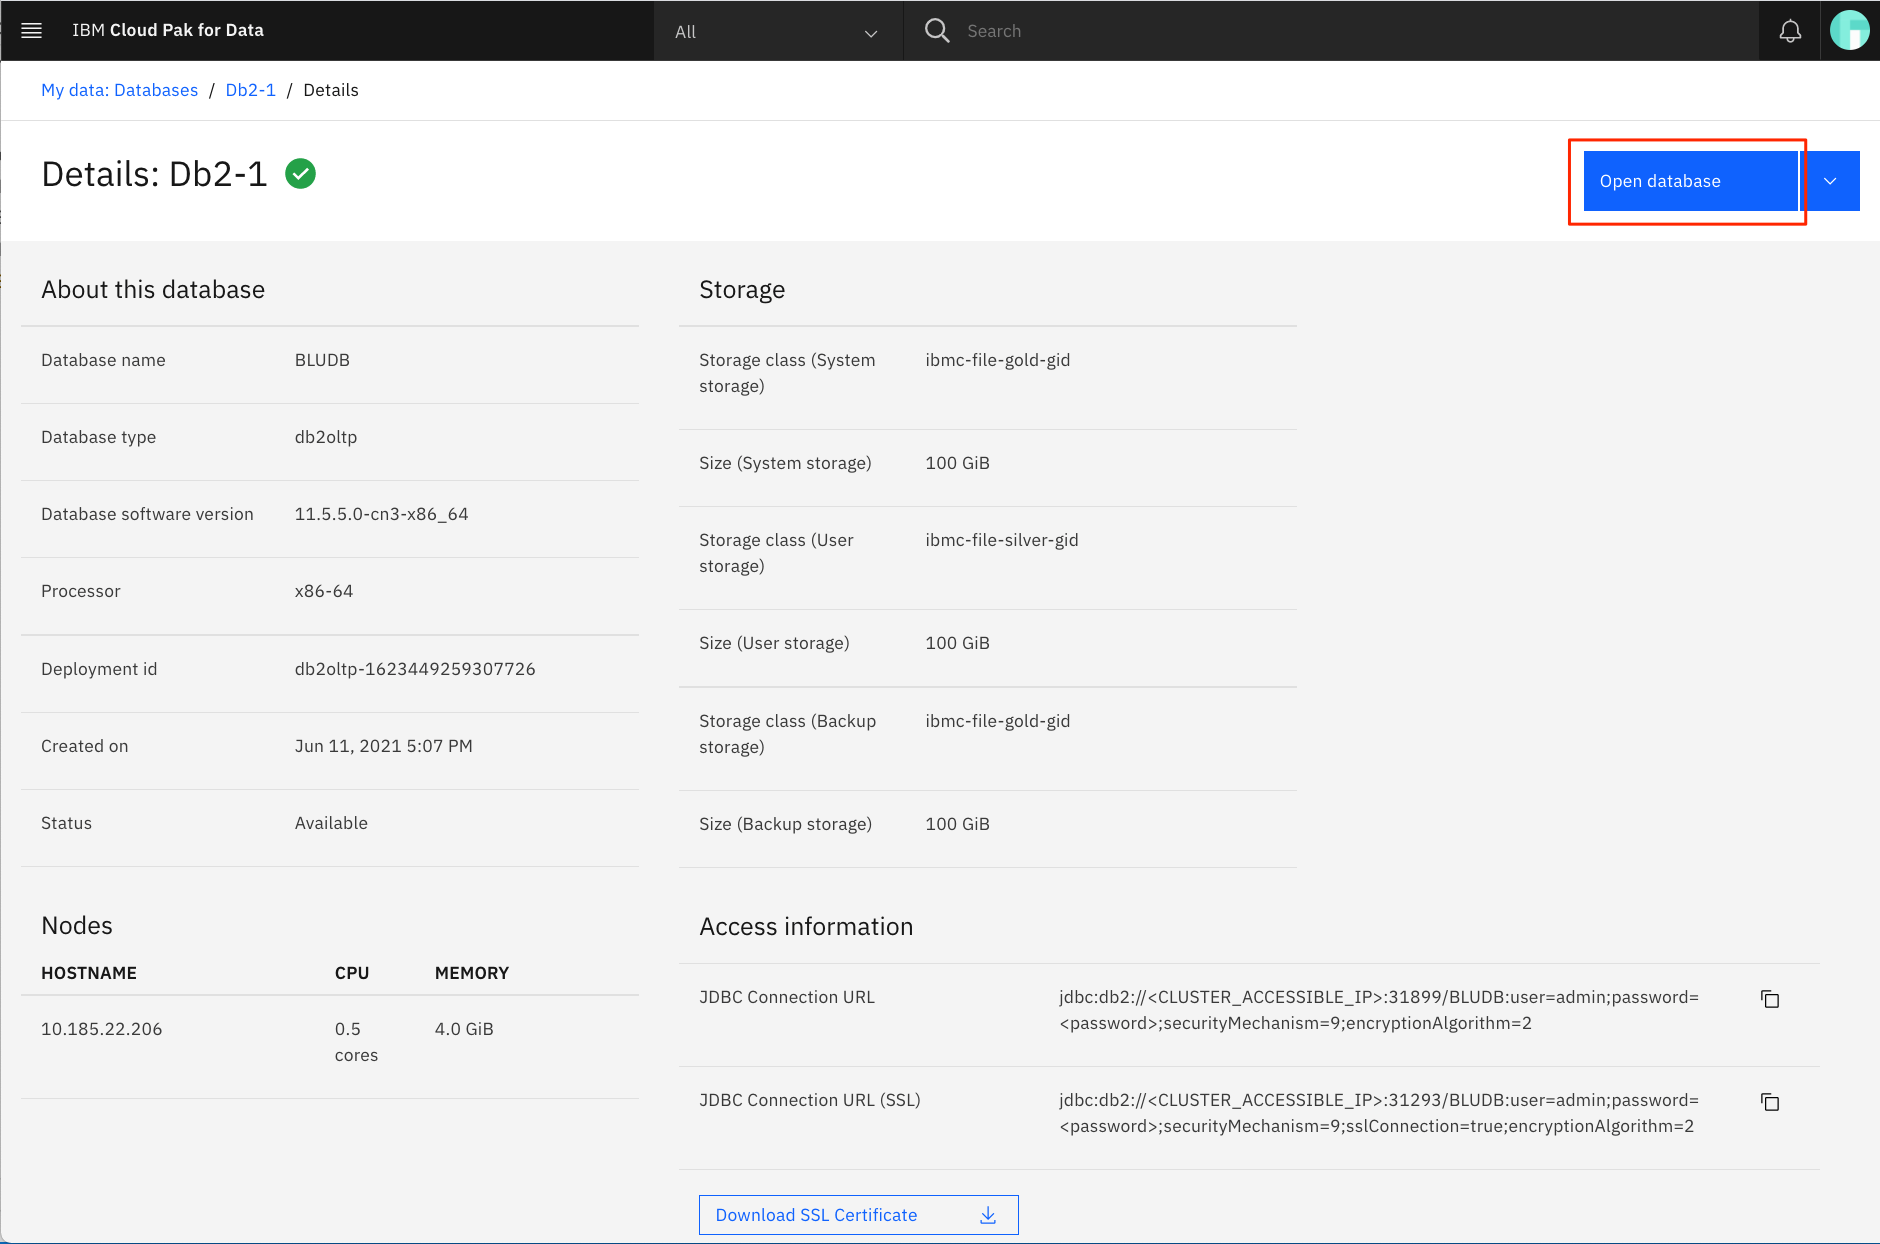 IBM Cloud Pak for Data
All
Search
My data: Databases / Db2-1 / Details
Details: Db2-1
Open database
About this database
Database name BLUDB
Database type db2oltp
Database software version 11.5.5.0-cn3-x86_64
Processor x86-64
Deployment id db2oltp-1623449259307726
Created on Jun 11, 2021 5:07 PM
Status Available
Storage
Storage class (System
storage)
ibmc-file-gold-gid
Size (System storage) 100 GiB
Storage class (User
storage)
ibmc-file-silver-gid
Size (User storage) 100 GiB
Storage class (Backup
storage)
ibmc-file-gold-gid
Size (Backup storage) 100 GiB
Nodes
HOSTNAME CPU MEMORY
10.185.22.206 0.5 4.0 GiB
cores
Access information
JDBC Connection URL
jdbc:db2://<CLUSTER_ACCESSIBLE_IP>:31899/BLUDB:user=admin;password=
<password>;securityMechanism=9;encryptionAlgorithm=2
JDBC Connection URL (SSL)
jdbc:db2://<CLUSTER_ACCESSIBLE_IP>:31293/BLUDB:user=admin;password=
<password>;securityMechanism=9;sslConnection=true;encryptionAlgorithm=2
Download SSL Certificate